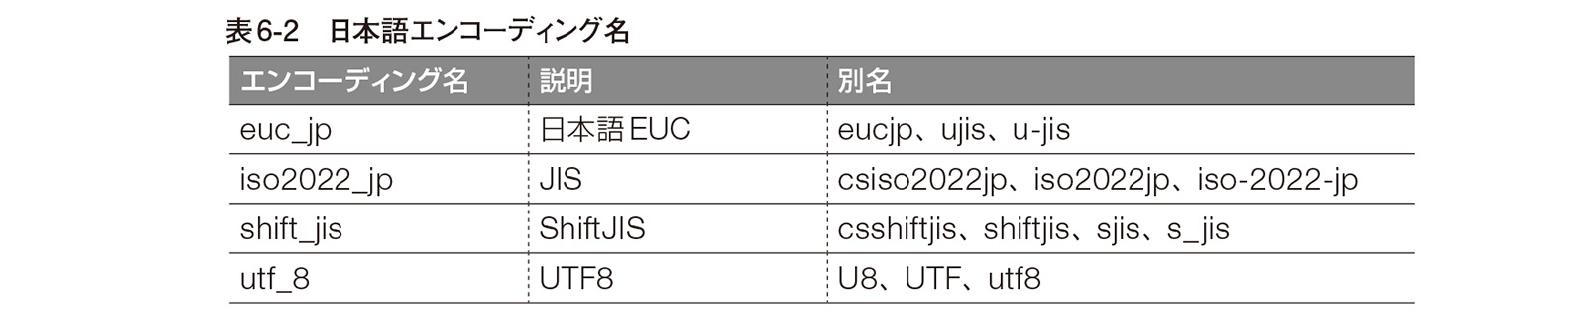 表6-2　日本語エンコーディング名
エンコーディング名 説明 別名
euc_jp 日本語EUC eucjp、ujis、u-jis
iso2022_jp JIS csiso2022jp、iso2022jp、iso-2022-jp
shift_jis ShiftJIS csshiftjis、shiftjis、sjis、s_jis
utf_8 UTF8 U8、UTF、utf8